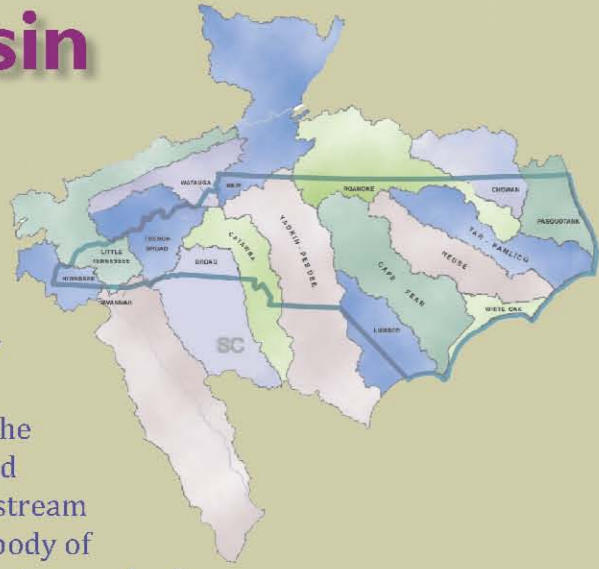 sin
WATAUGA
NEW
ROANOKE
CHOWAN
PASQUOTANK
FRENCH
BROAD
LITTLE
TENNESSEE
HIWASSEE
SAVANNAH
BROAD
CATAWBA
YADKIN - PEE DEE
CAPE FEAR
NEUSE
TAR - PAMLICO
WHITE OAK
LUMBER
SC
he
d
stream
body of